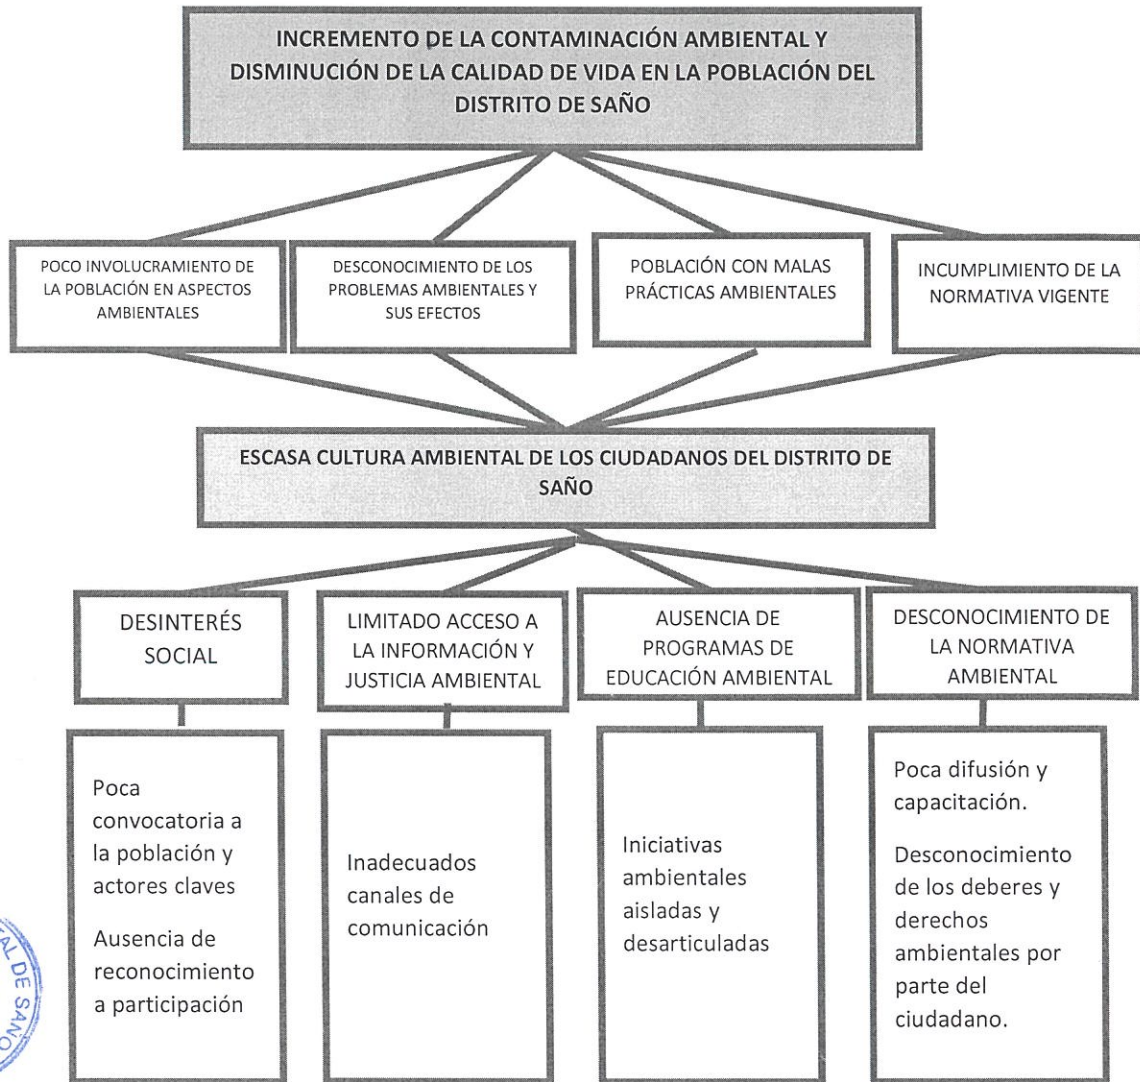 INCREMENTO DE LA CONTAMINACIÓN AMBIENTAL Y
DISMINUCIÓN DE LA CALIDAD DE VIDA EN LA POBLACIÓN DEL
DISTRITO DE SAÑO
POCO INVOLUCRAMIENTO DE
LA POBLACIÓN EN ASPECTOS
AMBIENTALES
DESCONOCIMIENTO DE LOS
PROBLEMAS AMBIENTALES Y
SUS EFECTOS
POBLACIÓN CON MALAS
PRÁCTICAS AMBIENTALES
INCUMPLIMIENTO DE LA
NORMATIVA VIGENTE
ESCASA CULTURA AMBIENTAL DE LOS CIUDADANOS DEL DISTRITO DE
SAÑO
DESINTERÉS
SOCIAL
LIMITADO ACCESO A
LA INFORMACIÓN Y
JUSTICIA AMBIENTAL
AUSENCIA DE
PROGRAMAS DE
EDUCACIÓN AMBIENTAL
DESCONOCIMIENTO DE
LA NORMATIVA
AMBIENTAL
Poca
convocatoria a
la población y
actores claves
Ausencia de
reconocimiento
a participación
Inadecuados
canales de
comunicación
Iniciativas
ambientales
aisladas y
desarticuladas
Poca difusión y
capacitación.
Desconocimiento
de los deberes y
derechos
ambientales por
parte del
ciudadano.
DE SAÑO